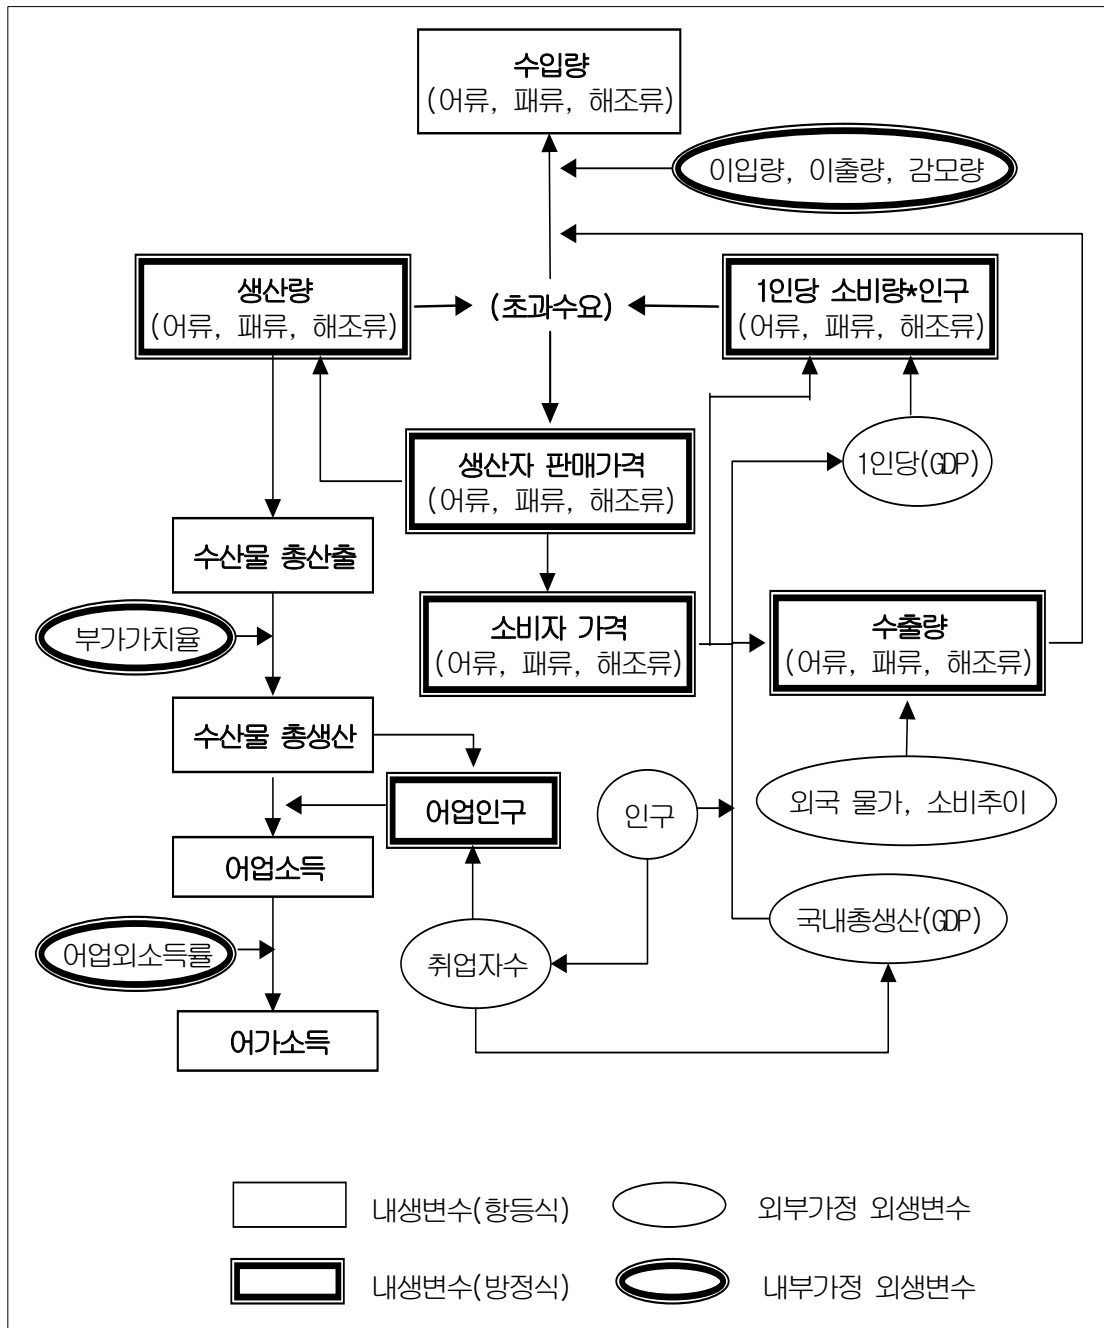 수입량
(어류, 패류, 해조류)
이입량, 이출량, 감모량
생산량
(어류, 패류, 해조류)
(초과수요)
1인당 소비량*인구
(어류, 패류, 해조류)
생산자 판매가격
(어류, 패류, 해조류)
1인당(GDP)
수산물 총산출
부가가치율
소비자 가격
(어류, 패류, 해조류)
수출량
(어류, 패류, 해조류)
수산물 총생산
어업인구
인구
외국 물가, 소비추이
어업소득
국내총생산(GDP)
어업외소득률
취업자수
어가소득
내생변수(항등식)
외부가정 외생변수
내생변수(방정식)
내부가정 외생변수